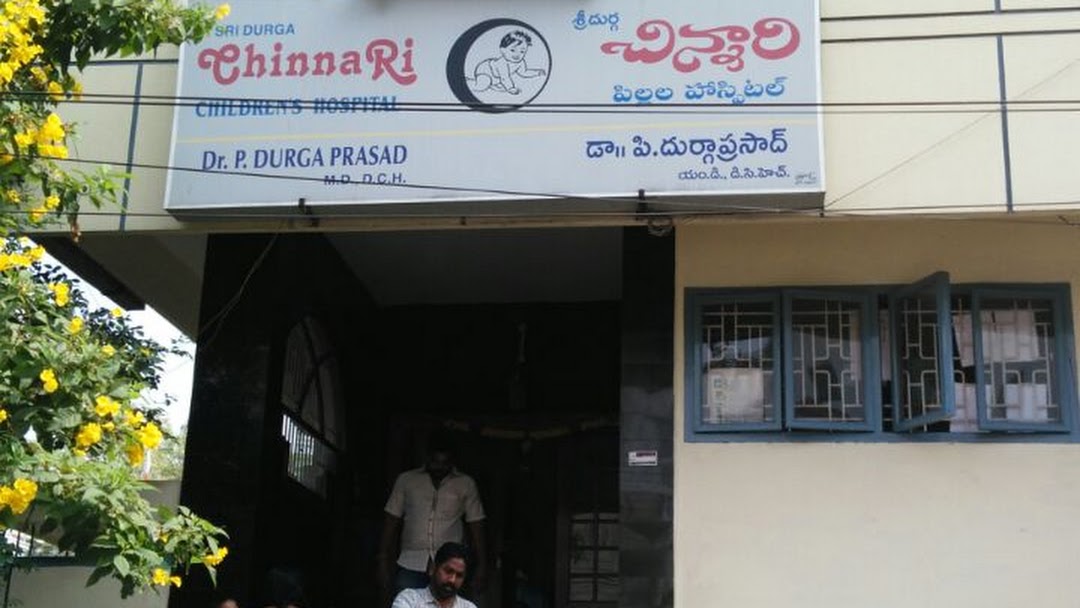 SRI DURGA
ChinnaRi
CHILDREN'S HOSPITAL
Dr. P. DURGA PRASAD
M.D., D.C.H.
శ్రీదుర్గ
చిన్నారి
పిల్లల హాస్పిటల్
డా॥ పి.దుర్గాప్రసాద్
యం.డి., డి.సి.హెచ్.